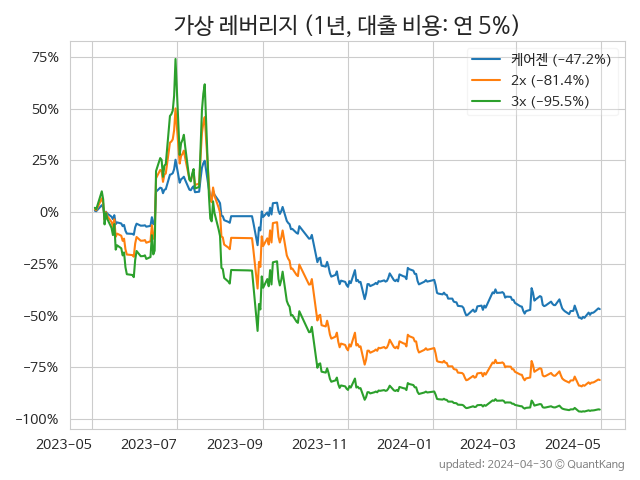 가상 레버리지 (1년, 대출 비용: 연 5%)
케어젠 (−47.2%)
2x (−81.4%)
3x (−95.5%)
75%
50%
25%
0%
−25%
−50%
−75%
−100%
2023-05 2023-07 2023-09 2023-11 2024-01 2024-03 2024-05
updated: 2024-04-30 © QuantKang